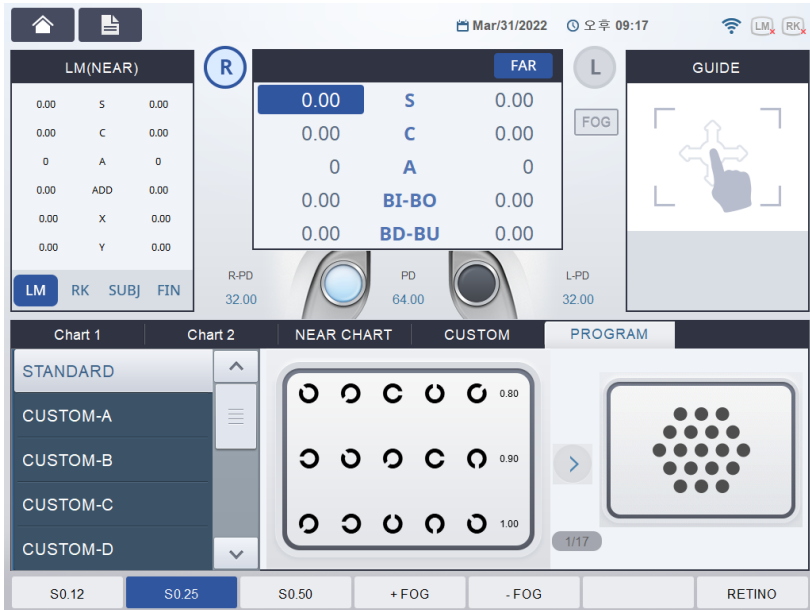 Mar/31/2022 오후 09:17 LM RK
LM(NEAR)
0.00 S 0.00
0.00 C 0.00
0 A 0
0.00 ADD 0.00
0.00 X 0.00
0.00 Y 0.00
LM RK SUBJ FIN
R
FAR
0.00 S 0.00
0.00 C 0.00
0 A 0
0.00 BI-BO 0.00
0.00 BD-BU 0.00
L
FOG
GUIDE
R-PD PD L-PD
32.00 64.00 32.00
Chart 1 Chart 2 NEAR CHART CUSTOM PROGRAM
STANDARD
CUSTOM-A
CUSTOM-B
CUSTOM-C
CUSTOM-D
0.80
0.90
1.00
1/17
S0.12 S0.25 S0.50 +FOG -FOG RETINO